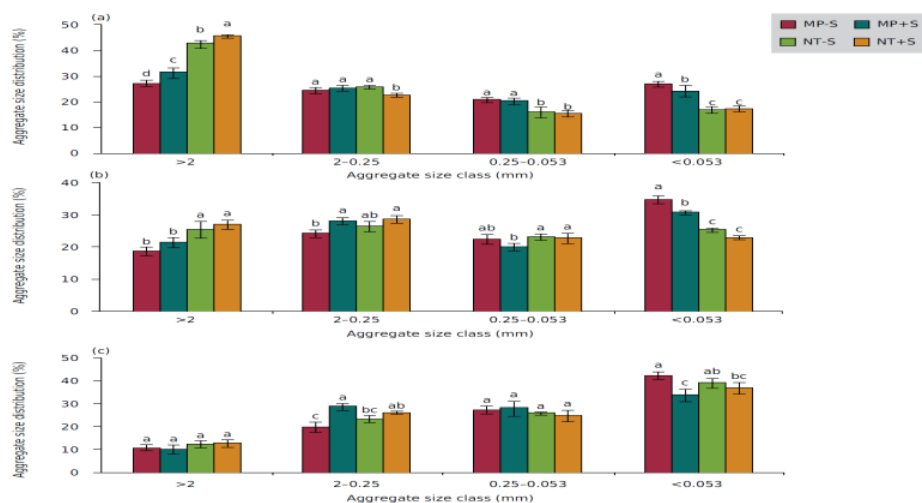 (a)
MP-S MP+S
NT-S NT+S
Aggregate size distribution (%)
50
40
30
20
10
0
d c b a
a a a b
a a b b
a b c c
>2 2–0.25 0.25–0.053 <0.053
Aggregate size class (mm)
(b)
Aggregate size distribution (%)
40
30
20
10
0
b b a a
b a ab a
ab b a a
a b c c
>2 2–0.25 0.25–0.053 <0.053
Aggregate size class (mm)
(c)
Aggregate size distribution (%)
50
40
30
20
10
0
a a a a
c a bc ab
a a a a
a c ab bc
>2 2–0.25 0.25–0.053 <0.053
Aggregate size class (mm)